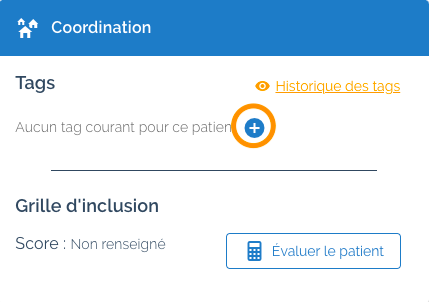 Coordination
Tags
Historique des tags
Aucun tag courant pour ce patien
Grille d'inclusion
Score : Non renseigné
Évaluer le patient